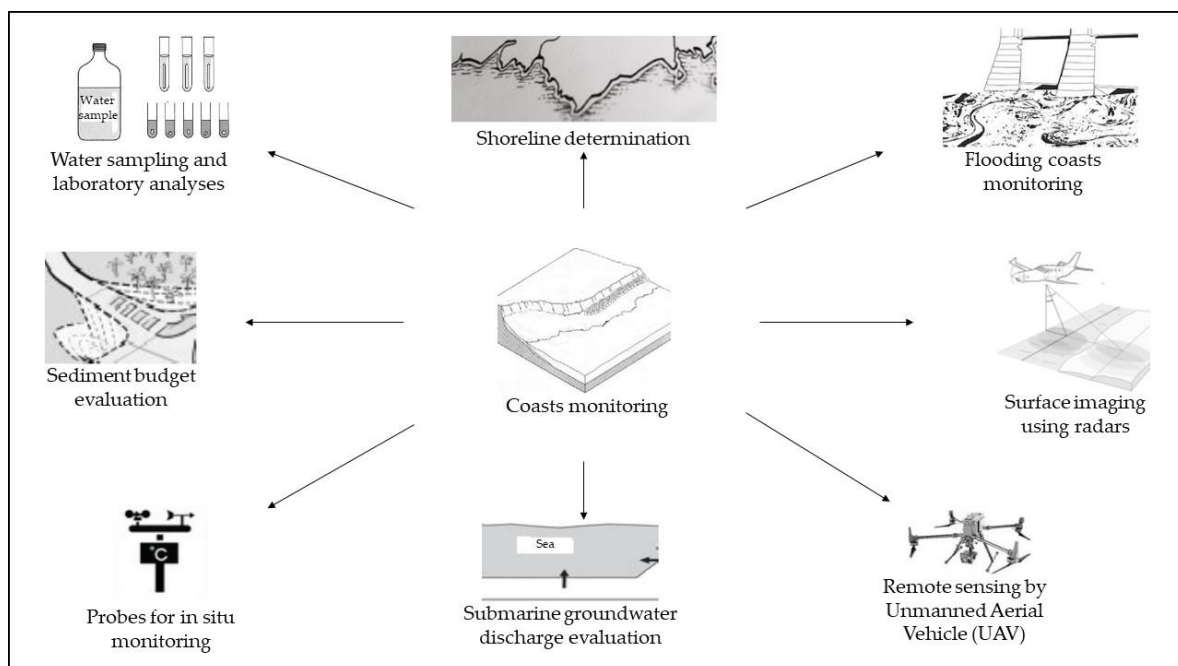 Water
sample
Water sampling and
laboratory analyses
Shoreline determination
Flooding coasts
monitoring
Sediment budget
evaluation
Coasts monitoring
Surface imaging
using radars
°C
Probes for in situ
monitoring
Sea
Submarine groundwater
discharge evaluation
Remote sensing by
Unmanned Aerial
Vehicle (UAV)